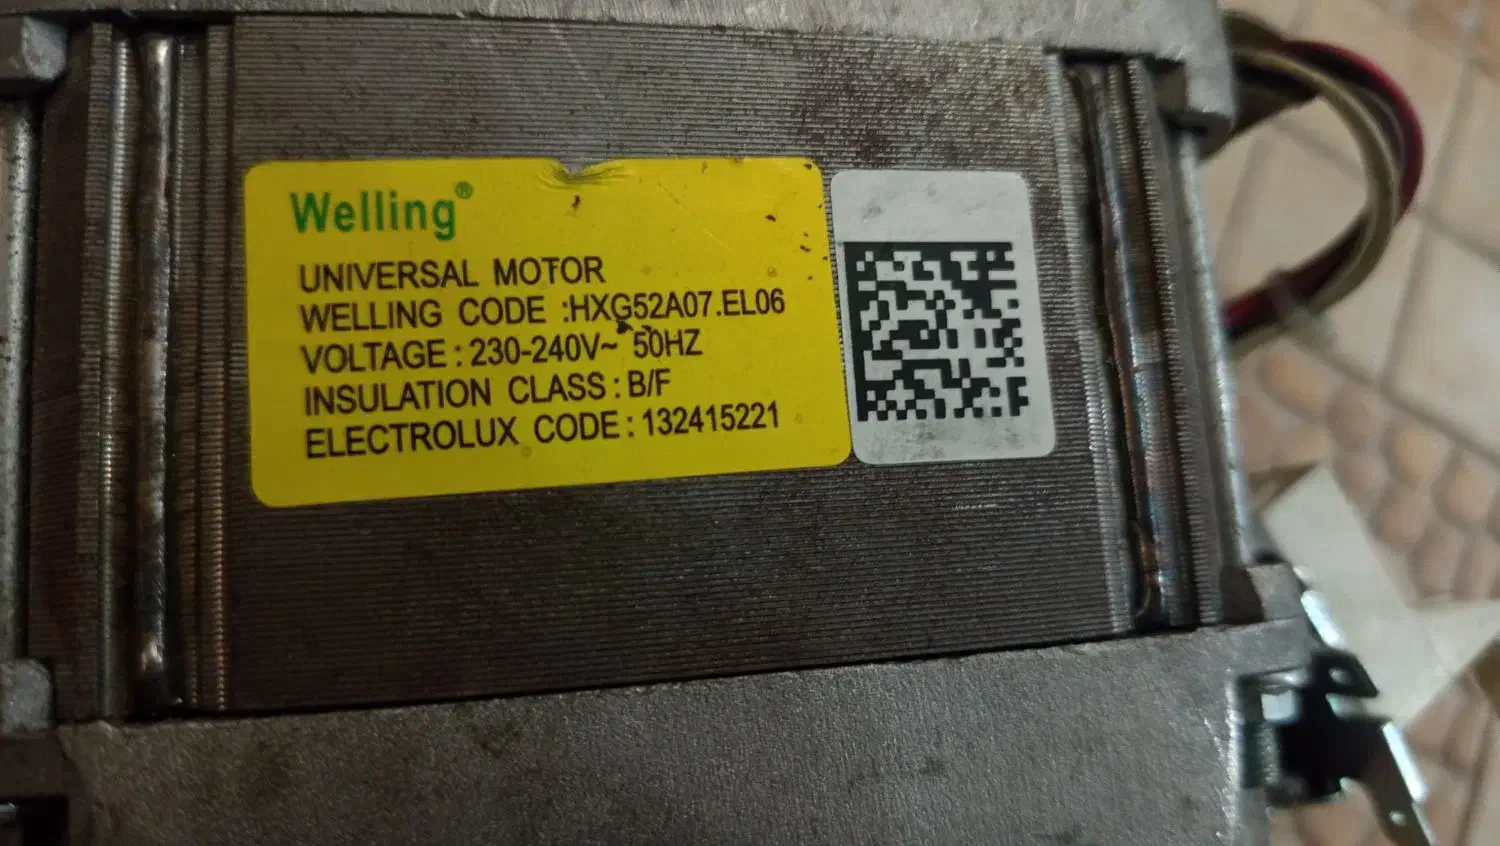 Welling®
UNIVERSAL MOTOR
WELLING CODE :HXG52A07.EL06
VOLTAGE : 230-240V~ 50HZ
INSULATION CLASS : B/F
ELECTROLUX CODE : 132415221